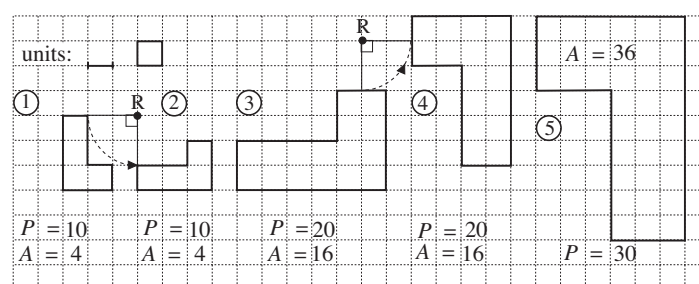 R
units:
A = 36
① R ② ③ ④
⑤
P = 10 P = 10 P = 20 P = 20
A = 4 A = 4 A = 16 A = 16 P = 30